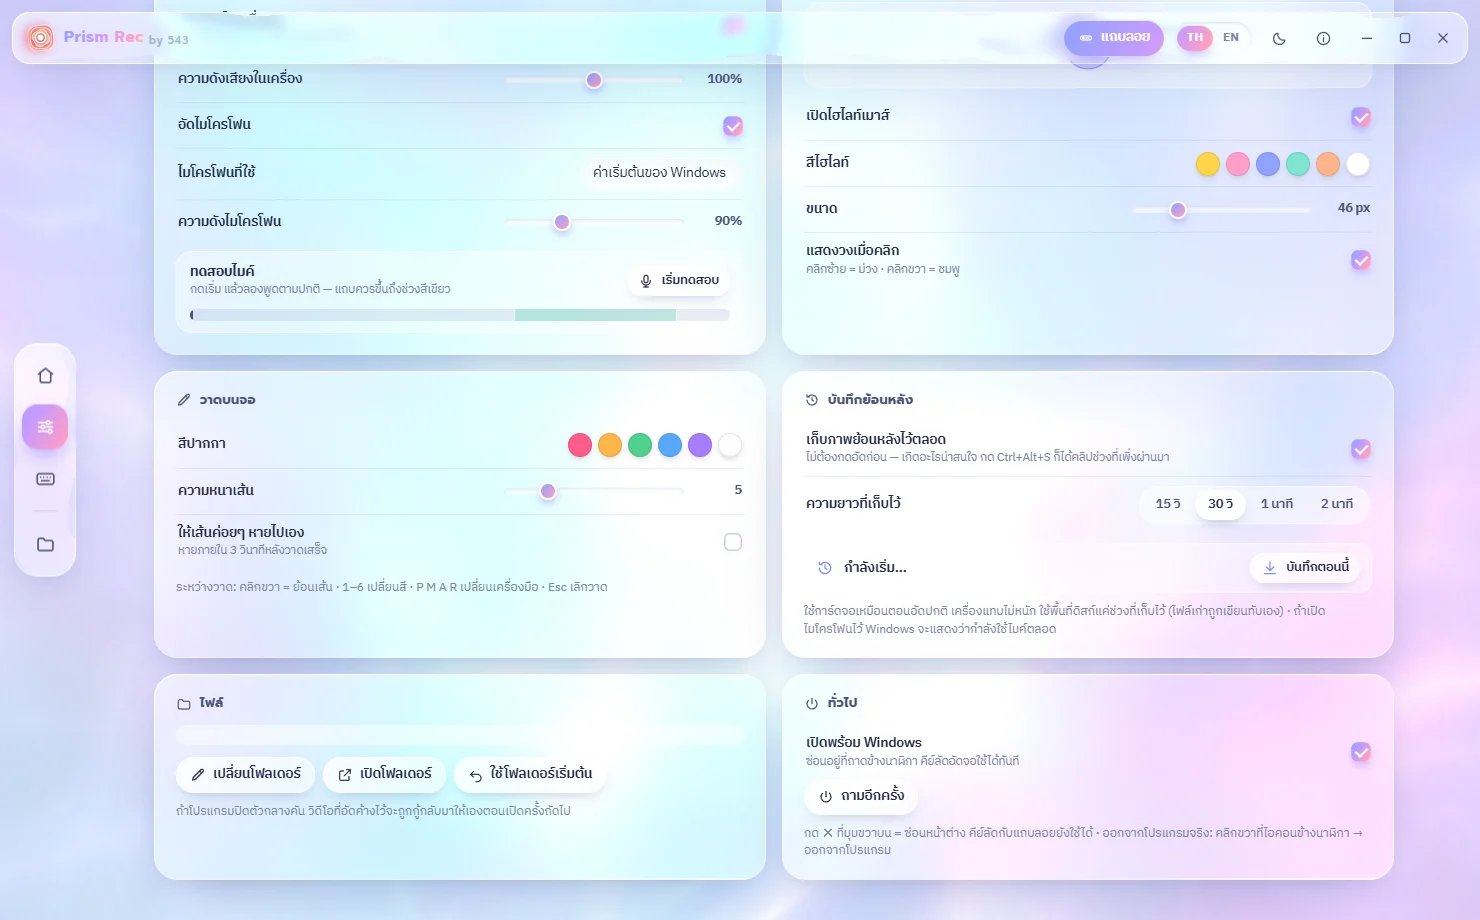 Prism Rec by 543
แถบลอย
TH EN
ความดังเสียงในเครื่อง 100%
อัดไมโครโฟน
ไมโครโฟนที่ใช้ ค่าเริ่มต้นของ Windows
ความดังไมโครโฟน 90%
ทดสอบไมค์
กดเริ่ม แล้วลองพูดตามปกติ — แถบควรขึ้นถึงช่วงสีเขียว
เริ่มทดสอบ
เปิดไฮไลท์เมาส์
สีไฮไลท์
ขนาด 46 px
แสดงวงเมื่อคลิก
คลิกซ้าย = ม่วง · คลิกขวา = ชมพู
วาดบนจอ
สีปากกา
ความหนาเส้น 5
ให้เส้นค่อยๆ หายไปเอง
หายภายใน 3 วินาทีหลังวาดเสร็จ
ระหว่างวาด: คลิกขวา = ย้อนเส้น · 1–6 เปลี่ยนสี · P M A R เปลี่ยนเครื่องมือ · Esc เลิกวาด
บันทึกย้อนหลัง
เก็บภาพย้อนหลังไว้ตลอด
ไม่ต้องกดอัดก่อน — เกิดอะไรน่าสนใจ กด Ctrl+Alt+S ก็ได้คลิปช่วงที่เพิ่งผ่านมา
ความยาวที่เก็บไว้ 15 วิ 30 วิ 1 นาที 2 นาที
กำลังเริ่ม... บันทึกตอนนี้
ใช้การ์ดจอเหมือนตอนอัดปกติ เครื่องแทบไม่หนัก ใช้พื้นที่ดิสก์แค่ช่วงที่เก็บไว้ (ไฟล์เก่าถูกเขียนทับเอง) · ถ้าเปิด
ไมโครโฟนไว้ Windows จะแสดงว่ากำลังใช้ไมค์ตลอด
ไฟล์
เปลี่ยนโฟลเดอร์ เปิดโฟลเดอร์ ใช้โฟลเดอร์เริ่มต้น
ถ้าโปรแกรมปิดตัวกลางคัน วิดีโอที่อัดค้างไว้จะถูกกู้กลับมาให้เองตอนเปิดครั้งถัดไป
ทั่วไป
เปิดพร้อม Windows
ซ่อนอยู่ที่ถาดข้างนาฬิกา คีย์ลัดอัดจอใช้ได้ทันที
ถามอีกครั้ง
กด ✕ ที่มุมขวาบน = ซ่อนหน้าต่าง คีย์ลัดกับแถบลอยยังใช้ได้ · ออกจากโปรแกรมจริง: คลิกขวาที่ไอคอนข้างนาฬิกา →
ออกจากโปรแกรม